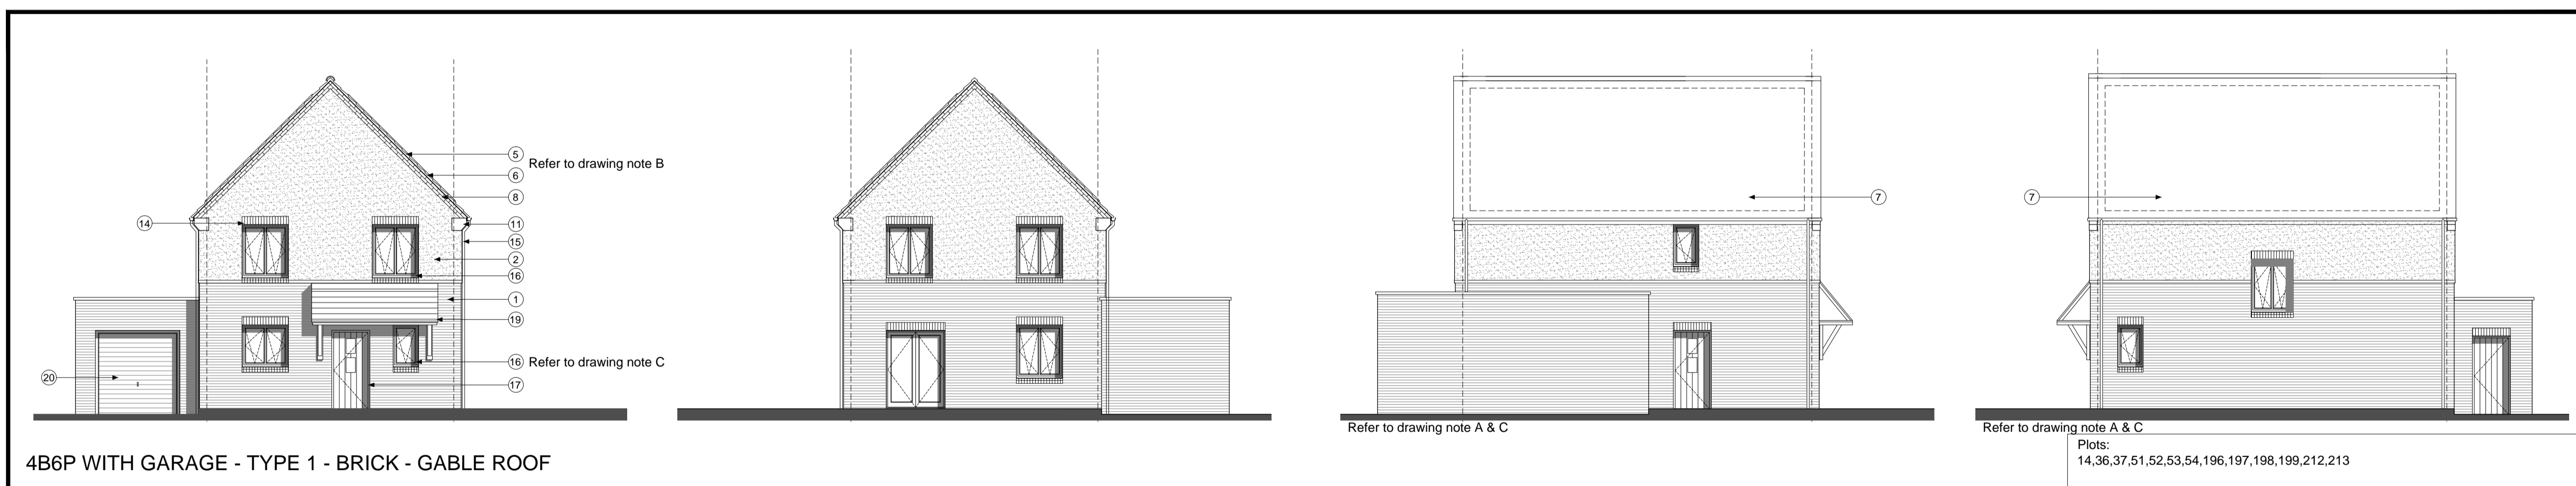 5
Refer to drawing note B
6
8
14
11
15
2
16
1
19
16 Refer to drawing note C
20
17
7
7
Refer to drawing note A & C
Refer to drawing note A & C
4B6P WITH GARAGE - TYPE 1 - BRICK - GABLE ROOF
Plots:
14,36,37,51,52,53,54,196,197,198,199,212,213